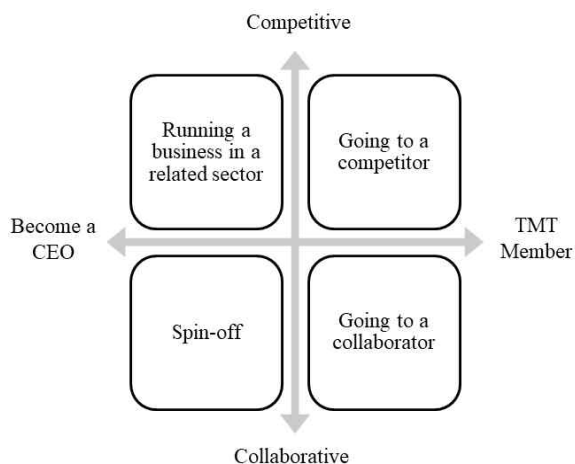 Competitive
Running a
business in a
related sector
Going to a
competitor
Become a
CEO
TMT
Member
Spin-off
Going to a
collaborator
Collaborative